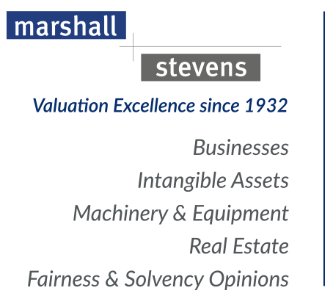 marshall
stevens
Valuation Excellence since 1932
Businesses
Intangible Assets
Machinery & Equipment
Real Estate
Fairness & Solvency Opinions